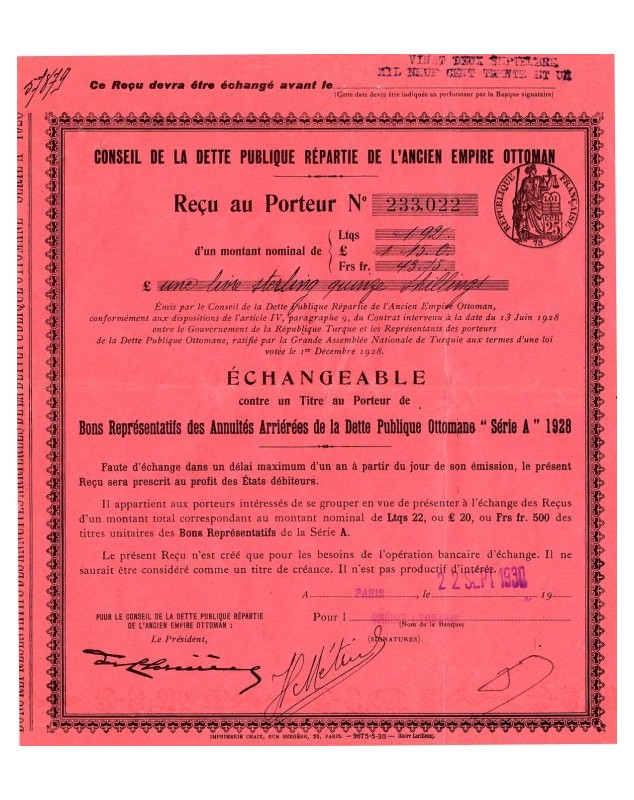 57879
VINGT DEUX SEPTEMBRE
MIL NEUF CENT TRENTE ET UN
Ce Reçu devra être échangé avant le
(Cette date devra être indiquée au perforateur par la Banque signataire)
CONSEIL DE LA DETTE PUBLIQUE RÉPARTIE DE L'ANCIEN EMPIRE OTTOMAN
RÉPUBLIQUE FRANÇAISE
LOI
25
75
Reçu au Porteur No 233,022
d'un montant nominal de
Ltqs
£ 1 15.0
Frs fr. 43.75
£ une livre sterling quinze shillings
Émis par le Conseil de la Dette Publique Répartie de l'Ancien Empire Ottoman,
conformément aux dispositions de l'article IV, paragraphe 9, du Contrat intervenu à la date du 13 Juin 1928
entre le Gouvernement de la République Turque et les Représentants des porteurs
de la Dette Publique Ottomane, ratifié par la Grande Assemblée Nationale de Turquie aux termes d'une loi
votée le 1er Décembre 1928.
ÉCHANGEABLE
contre un Titre au Porteur de
Bons Représentatifs des Annuités Arriérées de la Dette Publique Ottomane “ Série A ” 1928
Faute d'échange dans un délai maximum d'un an à partir du jour de son émission, le présent
Reçu sera prescrit au profit des États débiteurs.
Il appartient aux porteurs intéressés de se grouper en vue de présenter à l'échange des Reçus
d'un montant total correspondant au montant nominal de Ltqs 22, ou £ 20, ou Frs fr. 500 des
titres unitaires des Bons Représentatifs de la Série A.
Le présent Reçu n'est créé que pour les besoins de l'opération bancaire d'échange. Il ne
saurait être considéré comme un titre de créance. Il n'est pas productif d'intérêt.
A PARIS 22 SEPT 1930 19
POUR LE CONSEIL DE LA DETTE PUBLIQUE RÉPARTIE
DE L'ANCIEN EMPIRE OTTOMAN :
Le Président,
Pour l
(Nom de la Banque)
(SIGNATURES)
IMPRIMERIE CHAIX, RUE BERGÈRE, 20, PARIS. — 5675-5-30 — (Encre Lorilleux).